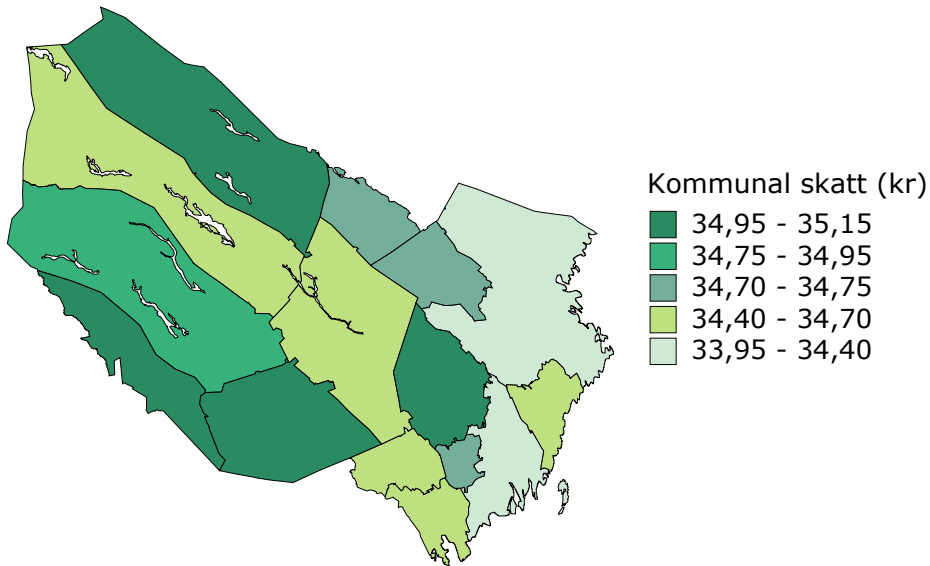 Kommunal skatt (kr)
34,95 - 35,15
34,75 - 34,95
34,70 - 34,75
34,40 - 34,70
33,95 - 34,40